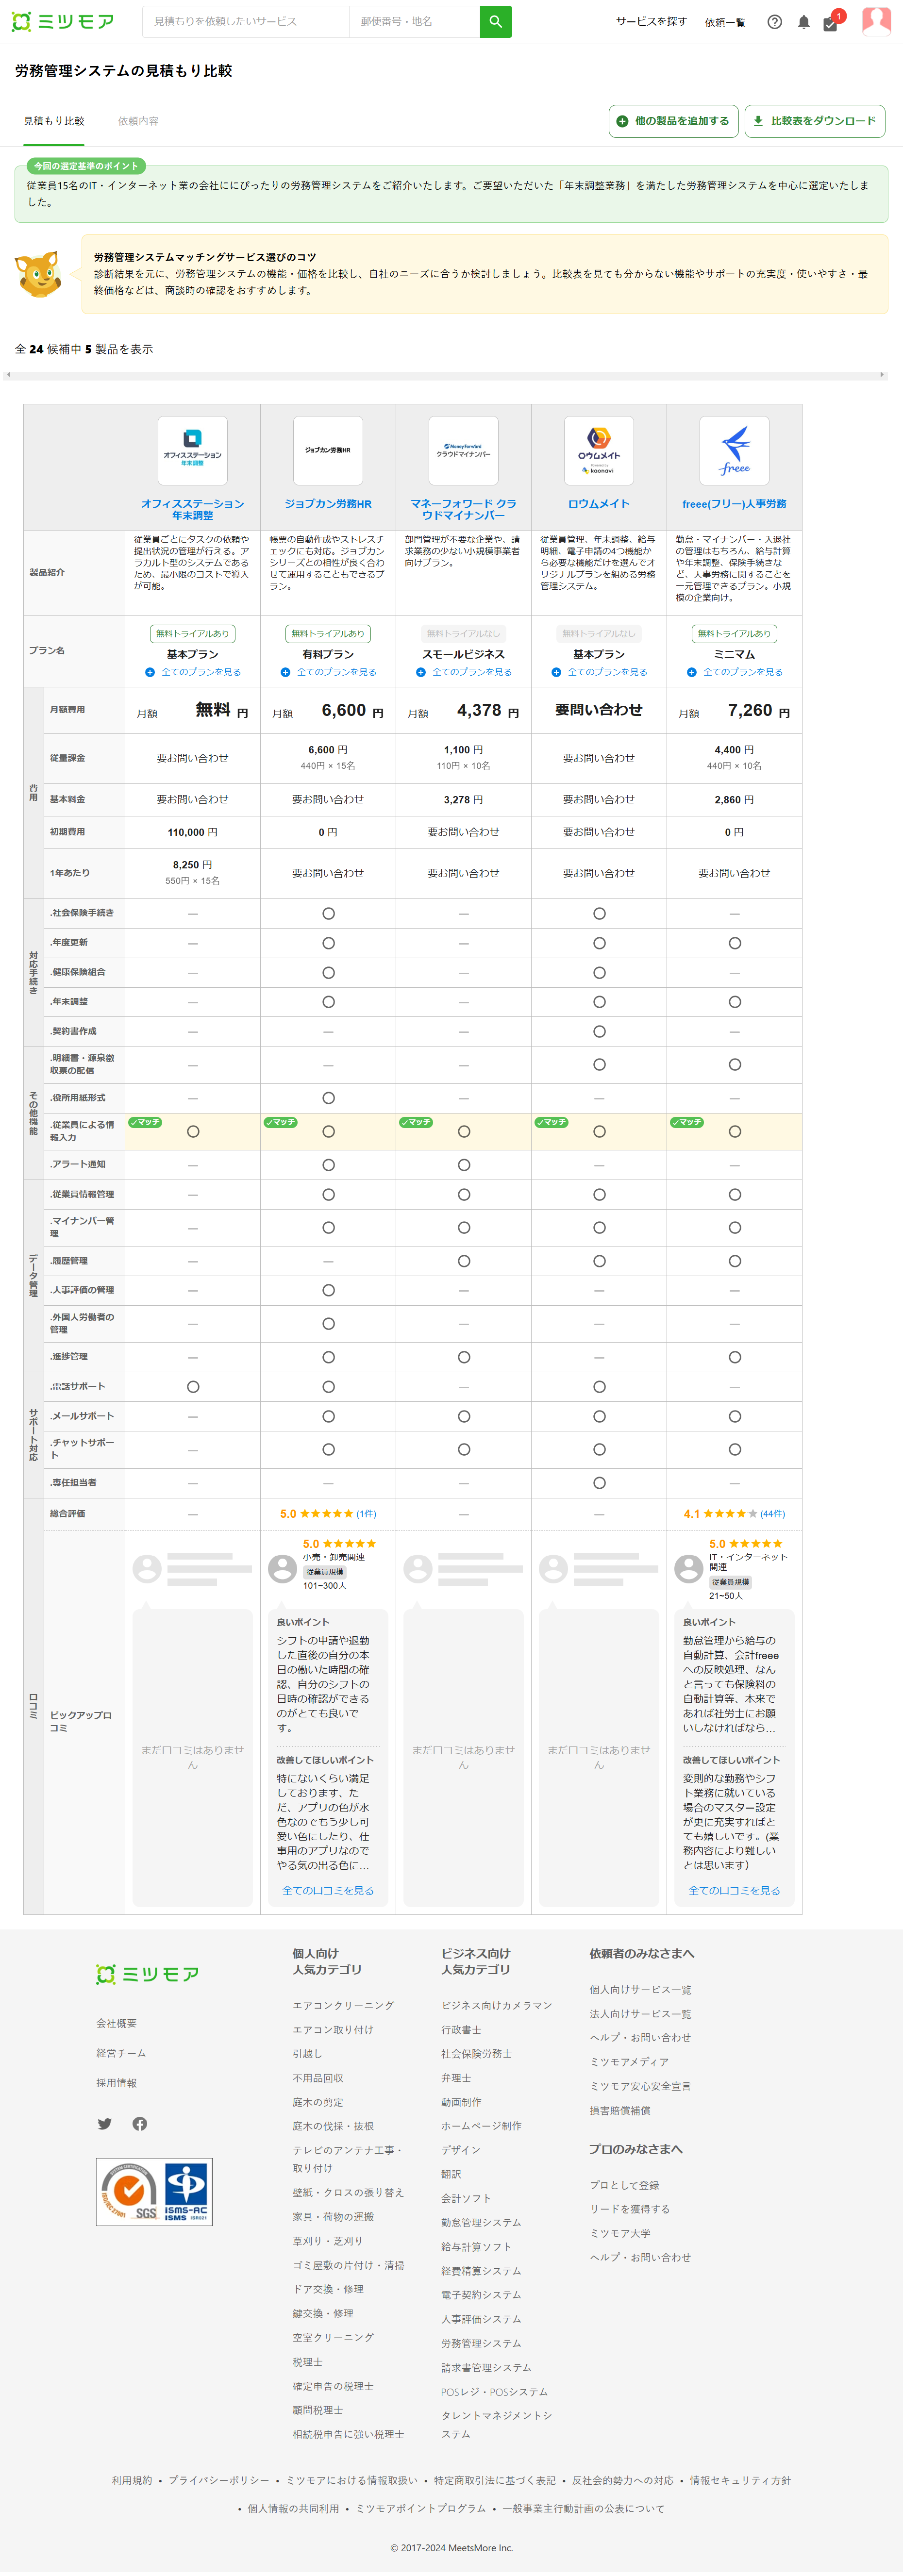 ミツモア
見積もりを依頼したいサービス
郵便番号・地名
サービスを探す
依頼一覧
1
労務管理システムの見積もり比較
見積もり比較
依頼内容
他の製品を追加する
比較表をダウンロード
今回の選定基準のポイント
従業員15名のIT・インターネット業の会社ににぴったりの労務管理システムをご紹介いたします。ご要望いただいた「年末調整業務」を満たした労務管理システムを中心に選定いたしま
した。
労務管理システムマッチングサービス選びのコツ
診断結果を元に、労務管理システムの機能・価格を比較し、自社のニーズに合うか検討しましょう。比較表を見ても分からない機能やサポートの充実度・使いやすさ・最
終価格などは、商談時の確認をおすすめします。
全 24 候補中 5 製品を表示
オフィスステーション
年末調整
ジョブカン労務HR
Money Forward
クラウドマイナンバー
ロウムメイト
Powered by
kaonavi
freee
オフィスステーション
年末調整
ジョブカン労務HR
マネーフォワード クラ
ウドマイナンバー
ロウムメイト
freee(フリー)人事労務
製品紹介
従業員ごとにタスクの依頼や
提出状況の管理が行える。ア
ラカルト型のシステムである
ため、最小限のコストで導入
が可能。
帳票の自動作成やストレスチ
ェックにも対応。ジョブカン
シリーズとの相性が良く合わ
せて運用することもできるプ
ラン。
部門管理が不要な企業や、請
求業務の少ない小規模事業者
向けプラン。
従業員管理、年末調整、給与
明細、電子申請の4つ機能か
ら必要な機能だけを選んでオ
リジナルプランを組める労務
管理システム。
勤怠・マイナンバー・入退社
の管理はもちろん、給与計算
や年末調整、保険手続きな
ど、人事労務に関することを
一元管理できるプラン。小規
模の企業向け。
プラン名
無料トライアルあり
基本プラン
全てのプランを見る
無料トライアルあり
有料プラン
全てのプランを見る
無料トライアルなし
スモールビジネス
全てのプランを見る
無料トライアルなし
基本プラン
全てのプランを見る
無料トライアルあり
ミニマム
全てのプランを見る
費用
月額費用
月額 無料 円
月額 6,600 円
月額 4,378 円
要問い合わせ
月額 7,260 円
従量課金
要お問い合わせ
6,600 円
440円 × 15名
1,100 円
110円 × 10名
要お問い合わせ
4,400 円
440円 × 10名
基本料金
要お問い合わせ
要お問い合わせ
3,278 円
要お問い合わせ
2,860 円
初期費用
110,000 円
0 円
要お問い合わせ
要お問い合わせ
0 円
1年あたり
8,250 円
550円 × 15名
要お問い合わせ
要お問い合わせ
要お問い合わせ
要お問い合わせ
対応手続き
.社会保険手続き
— ○ — ○ —
.年度更新
— ○ — ○ ○
.健康保険組合
— ○ — ○ —
.年末調整
— ○ — ○ ○
.契約書作成
— — — ○ —
その他機能
.明細書・源泉徴
収票の配信
— — — ○ ○
.役所用紙形式
— ○ — — —
.従業員による情
報入力
マッチ マッチ マッチ マッチ マッチ
○ ○ ○ ○ ○
.アラート通知
— ○ ○ — —
データ管理
.従業員情報管理
— ○ ○ ○ ○
.マイナンバー管
理
— ○ ○ ○ ○
.履歴管理
— — ○ ○ ○
.人事評価の管理
— ○ — — —
.外国人労働者の
管理
— ○ — — —
.進捗管理
— ○ ○ — ○
サポート対応
.電話サポート
○ ○ — ○ —
.メールサポート
— ○ ○ ○ ○
.チャットサポー
ト
— ○ ○ ○ ○
.専任担当者
— — — ○ —
口コミ
総合評価
—
5.0 ★★★★★ (1件)
—
—
4.1 ★★★★★ (44件)
ピックアップ口
コミ
まだ口コミはありませ
ん
5.0 ★★★★★
小売・卸売関連
従業員規模
101~300人
良いポイント
シフトの申請や退勤
した直後の自分の本
日の働いた時間の確
認、自分のシフトの
日時の確認ができる
のがとても良いで
す。
改善してほしいポイント
特にないくらい満足
しております、た
だ、アプリの色が水
色なのでもう少し可
愛い色にしたり、仕
事用のアプリなので
やる気の出る色に…
全ての口コミを見る
まだ口コミはありませ
ん
まだ口コミはありませ
ん
5.0 ★★★★★
IT・インターネット
関連
従業員規模
21~50人
良いポイント
勤怠管理から給与の
自動計算、会計freee
への反映処理、なん
と言っても保険料の
自動計算等、本来で
あれば社労士にお願
いしなければなら…
改善してほしいポイント
変則的な勤務やシフ
ト業務に就いている
場合のマスター設定
が更に充実すればと
ても嬉しいです。(業
務内容により難しい
とは思います）
全ての口コミを見る
ミツモア
会社概要
経営チーム
採用情報
ISO/IEC 27001
SGS
ISMS-AC
ISMS ISR021
個人向け
人気カテゴリ
エアコンクリーニング
エアコン取り付け
引越し
不用品回収
庭木の剪定
庭木の伐採・抜根
テレビのアンテナ工事・
取り付け
壁紙・クロスの張り替え
家具・荷物の運搬
草刈り・芝刈り
ゴミ屋敷の片付け・清掃
ドア交換・修理
鍵交換・修理
空室クリーニング
税理士
確定申告の税理士
顧問税理士
相続税申告に強い税理士
ビジネス向け
人気カテゴリ
ビジネス向けカメラマン
行政書士
社会保険労務士
弁理士
動画制作
ホームページ制作
デザイン
翻訳
会計ソフト
勤怠管理システム
給与計算ソフト
経費精算システム
電子契約システム
人事評価システム
労務管理システム
請求書管理システム
POSレジ・POSシステム
タレントマネジメントシ
ステム
依頼者のみなさまへ
個人向けサービス一覧
法人向けサービス一覧
ヘルプ・お問い合わせ
ミツモアメディア
ミツモア安心安全宣言
損害賠償補償
プロのみなさまへ
プロとして登録
リードを獲得する
ミツモア大学
ヘルプ・お問い合わせ
利用規約 • プライバシーポリシー • ミツモアにおける情報取扱い • 特定商取引法に基づく表記 • 反社会的勢力への対応 • 情報セキュリティ方針
• 個人情報の共同利用 • ミツモアポイントプログラム • 一般事業主行動計画の公表について
© 2017-2024 MeetsMore Inc.